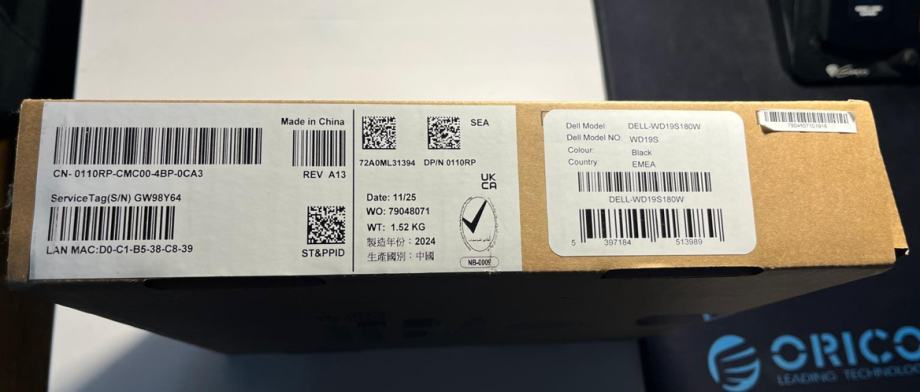 Made in China
CN- 0110RP-CMC00-4BP-0CA3
REV A13
ServiceTag(S/N) GW98Y64
ST&PPID
LAN MAC:D0-C1-B5-38-C8-39
SEA
72A0ML31394 DP/N 0110RP
UK
CA
Date: 11/25
WO: 79048071
WT: 1.52 KG
製造年份：2024
生產國別：中國
NB-0009
Dell Model: DELL-WD19S180W
Dell Model NO. WD19S
Colour: Black
Country EMEA
DELL-WD19S180W
5 397184 513989
ORICO
LEADING TECHNOLO